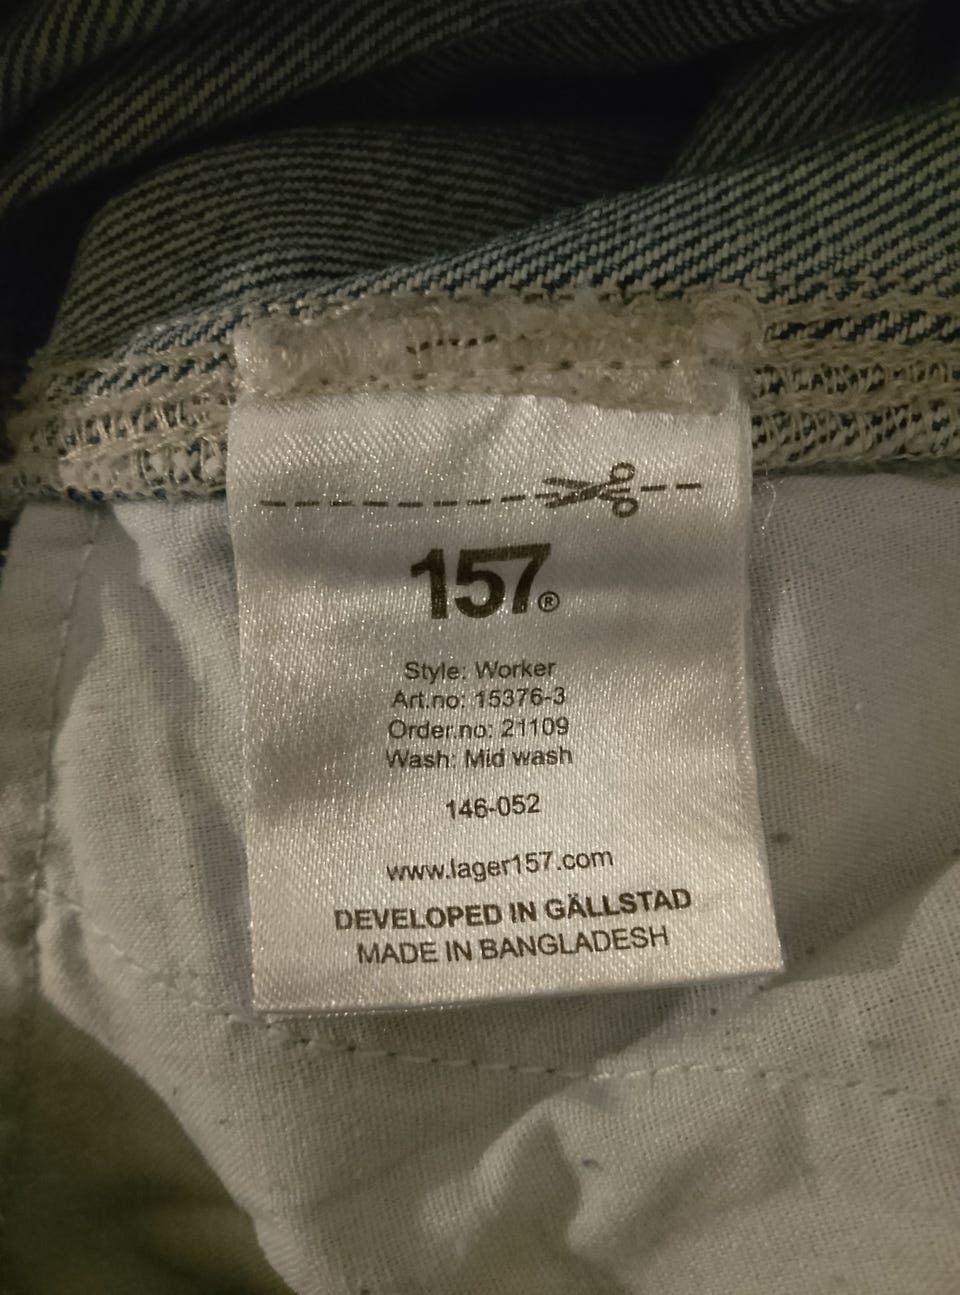 157®
Style: Worker
Art.no: 15376-3
Order.no: 21109
Wash: Mid wash
146-052
www.lager157.com
DEVELOPED IN GÄLLSTAD
MADE IN BANGLADESH